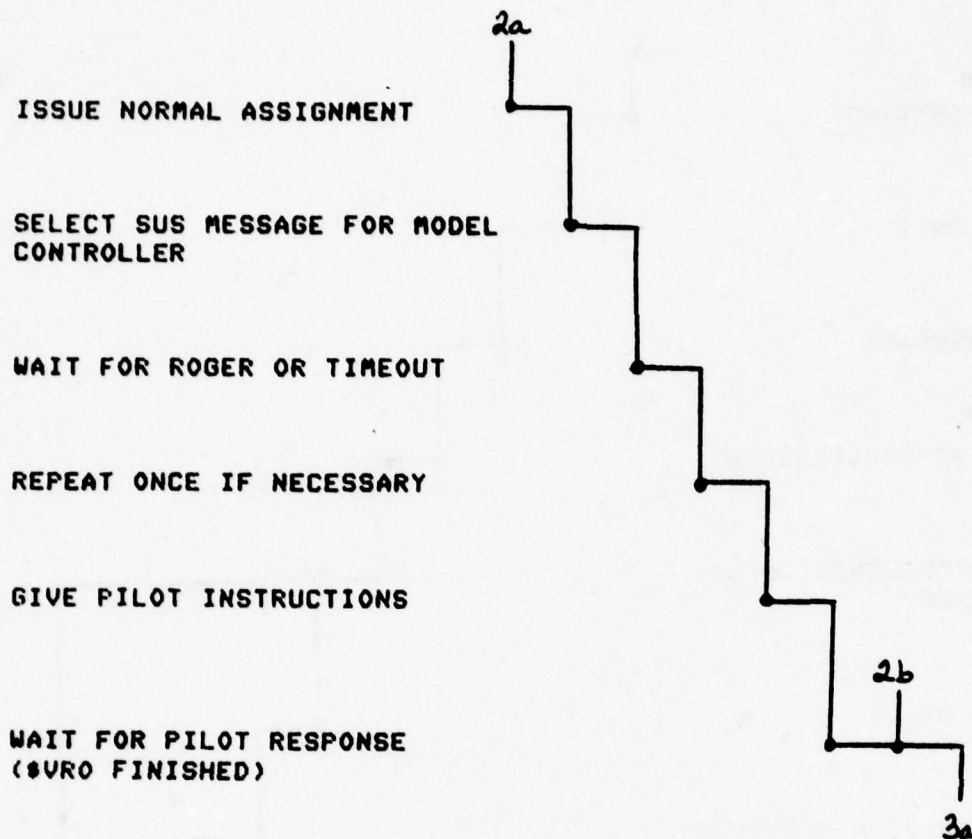 2a
ISSUE NORMAL ASSIGNMENT
SELECT SUS MESSAGE FOR MODEL
CONTROLLER
WAIT FOR ROGER OR TIMEOUT
REPEAT ONCE IF NECESSARY
GIVE PILOT INSTRUCTIONS
2b
WAIT FOR PILOT RESPONSE
($VRO FINISHED)
3a